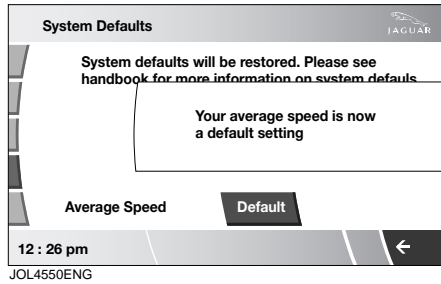 System Defaults
JAGUAR
System defaults will be restored. Please see
handbook for more information on system defauls
Your average speed is now
a default setting
Average Speed
Default
12 : 26 pm
JOL4550ENG